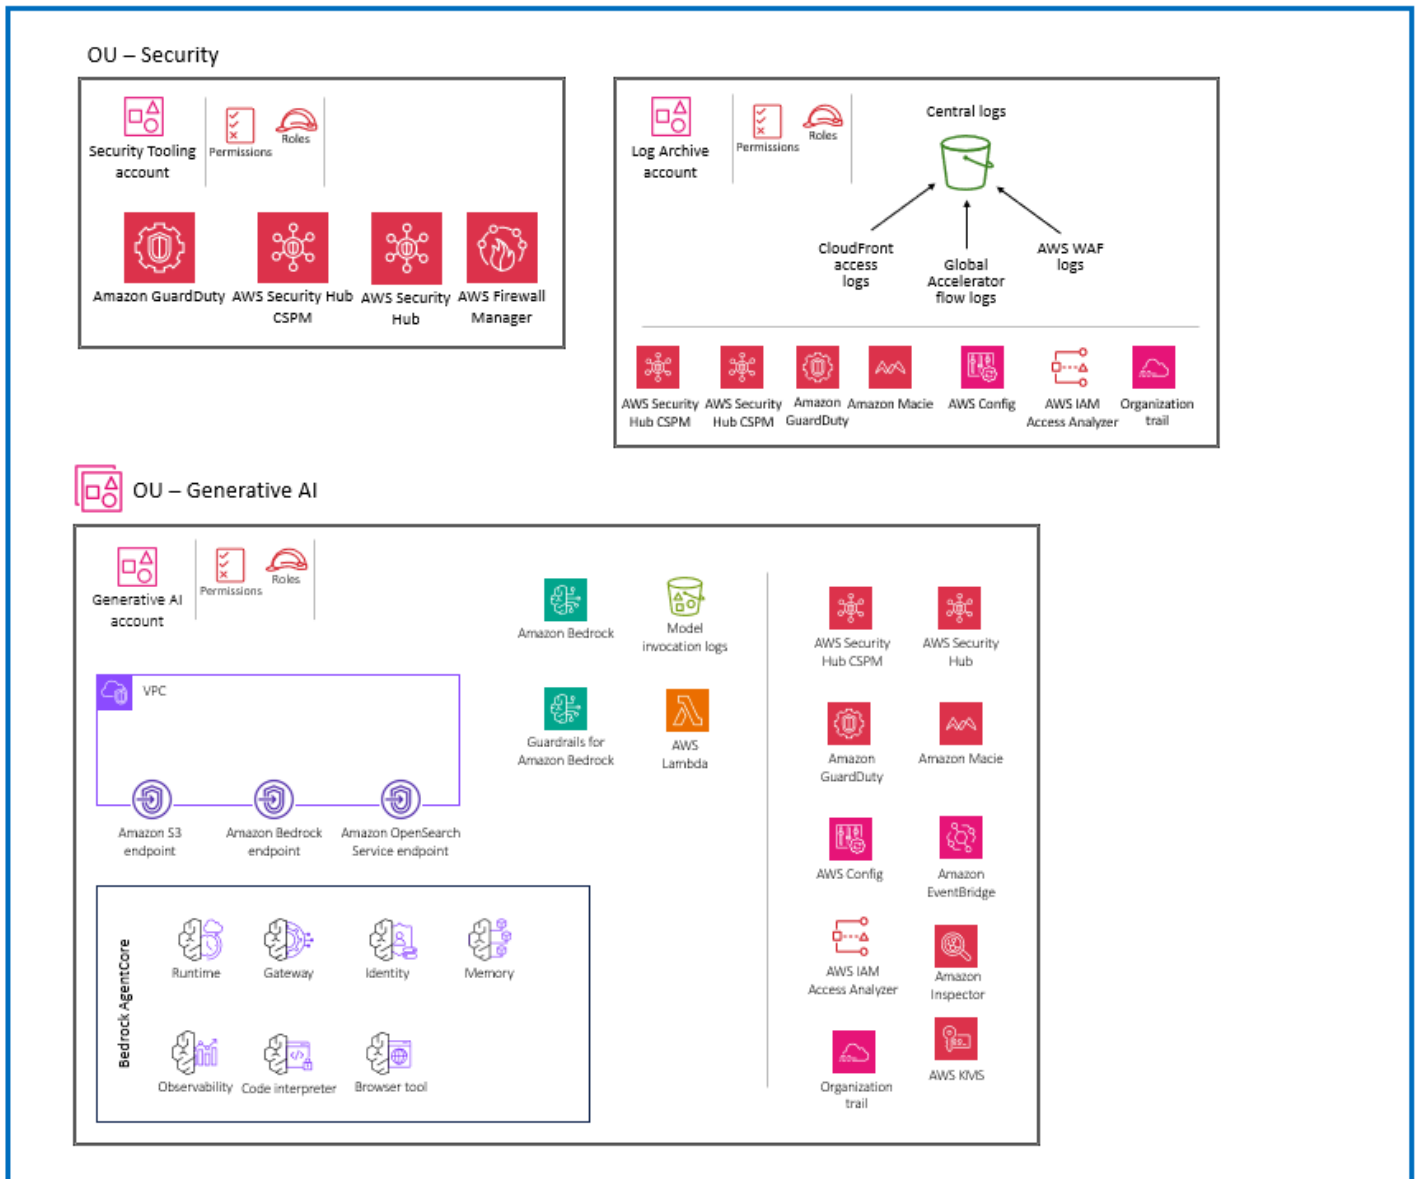 OU – Security
Security Tooling
account
Permissions
Roles
Amazon GuardDuty
AWS Security Hub
CSPM
AWS Security
Hub
AWS Firewall
Manager
Log Archive
account
Permissions
Roles
Central logs
CloudFront
access
logs
Global
Accelerator
flow logs
AWS WAF
logs
AWS Security
Hub CSPM
AWS Security
Hub CSPM
Amazon
GuardDuty
Amazon Macie
AWS Config
AWS IAM
Access Analyzer
Organization
trail
OU – Generative AI
Generative AI
account
Permissions
Roles
Amazon Bedrock
Model
invocation logs
Guardrails for
Amazon Bedrock
AWS
Lambda
VPC
Amazon S3
endpoint
Amazon Bedrock
endpoint
Amazon OpenSearch
Service endpoint
Bedrock AgentCore
Runtime
Gateway
Identity
Memory
Observability
Code interpreter
Browser tool
AWS Security
Hub CSPM
AWS Security
Hub
Amazon
GuardDuty
Amazon Macie
AWS Config
Amazon
EventBridge
AWS IAM
Access Analyzer
Amazon
Inspector
Organization
trail
AWS KMS